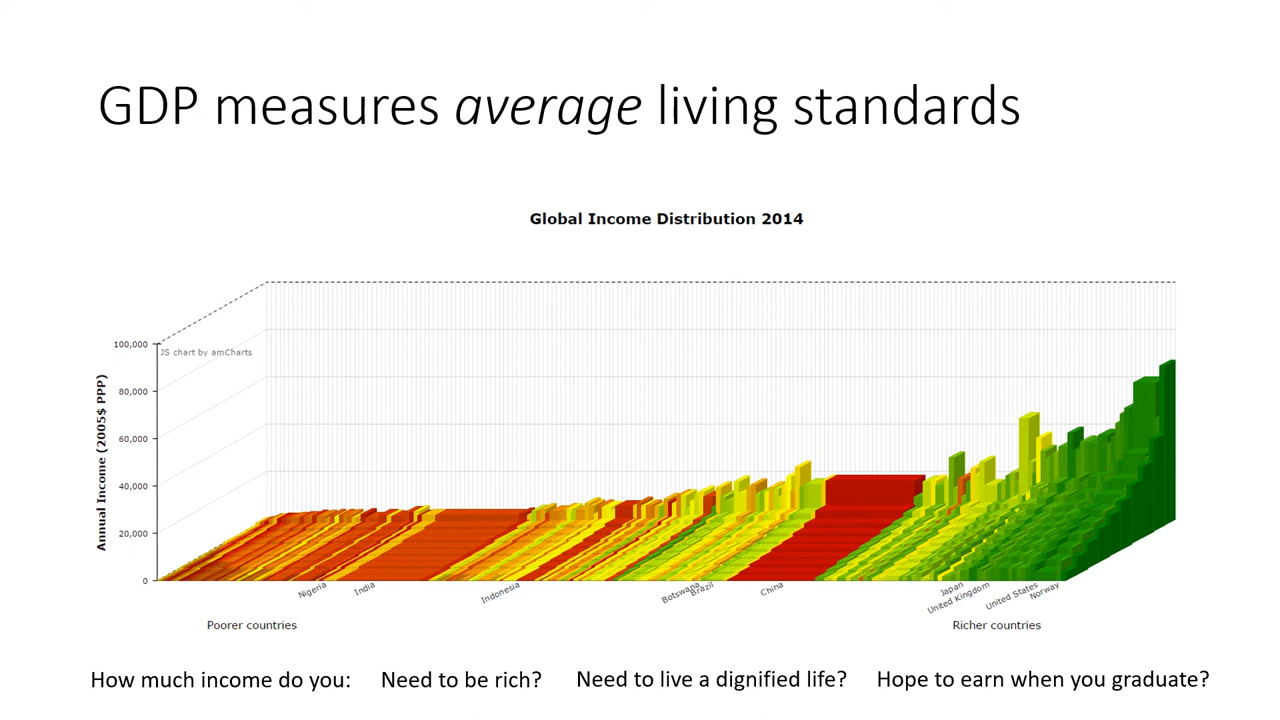 GDP measures average living standards
Global Income Distribution 2014
JS chart by amCharts
Annual Income (2005$ PPP)
100,000
80,000
60,000
40,000
20,000
0
Nigeria
India
Indonesia
Botswana
Brazil
China
Japan
United Kingdom
United States
Norway
Poorer countries
Richer countries
How much income do you: Need to be rich? Need to live a dignified life? Hope to earn when you graduate?